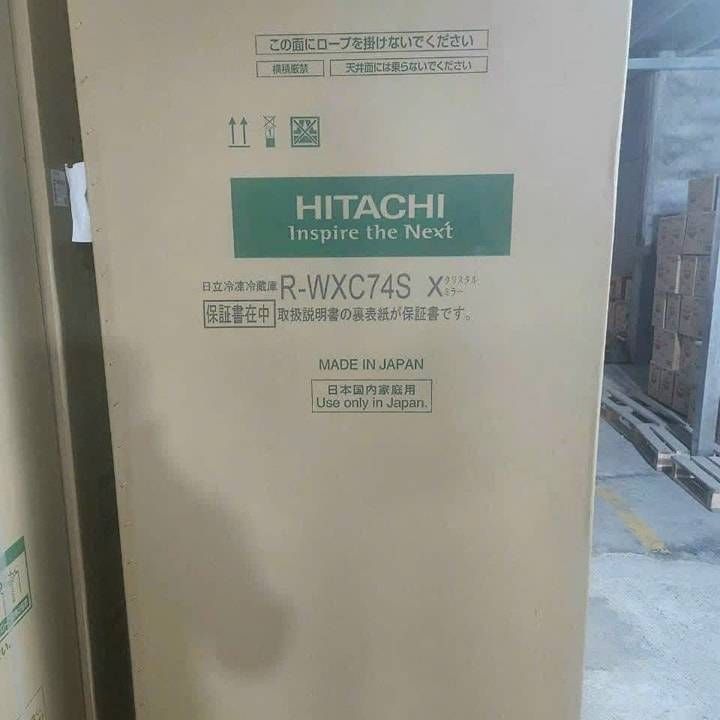 この面にロープを掛けないでください
横積厳禁 天井面には乗らないでください
HITACHI
Inspire the Next
日立冷凍冷蔵庫 R-WXC74S X クリスタルミラー
保証書在中 取扱説明書の裏表紙が保証書です。
MADE IN JAPAN
日本国内家庭用
Use only in Japan.